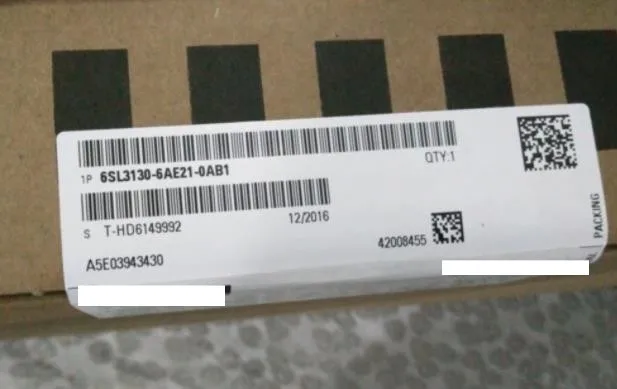 1P 6SL3130-6AE21-0AB1
QTY:1
S T-HD6149992
12/2016
42008455
A5E03943430
PACKING